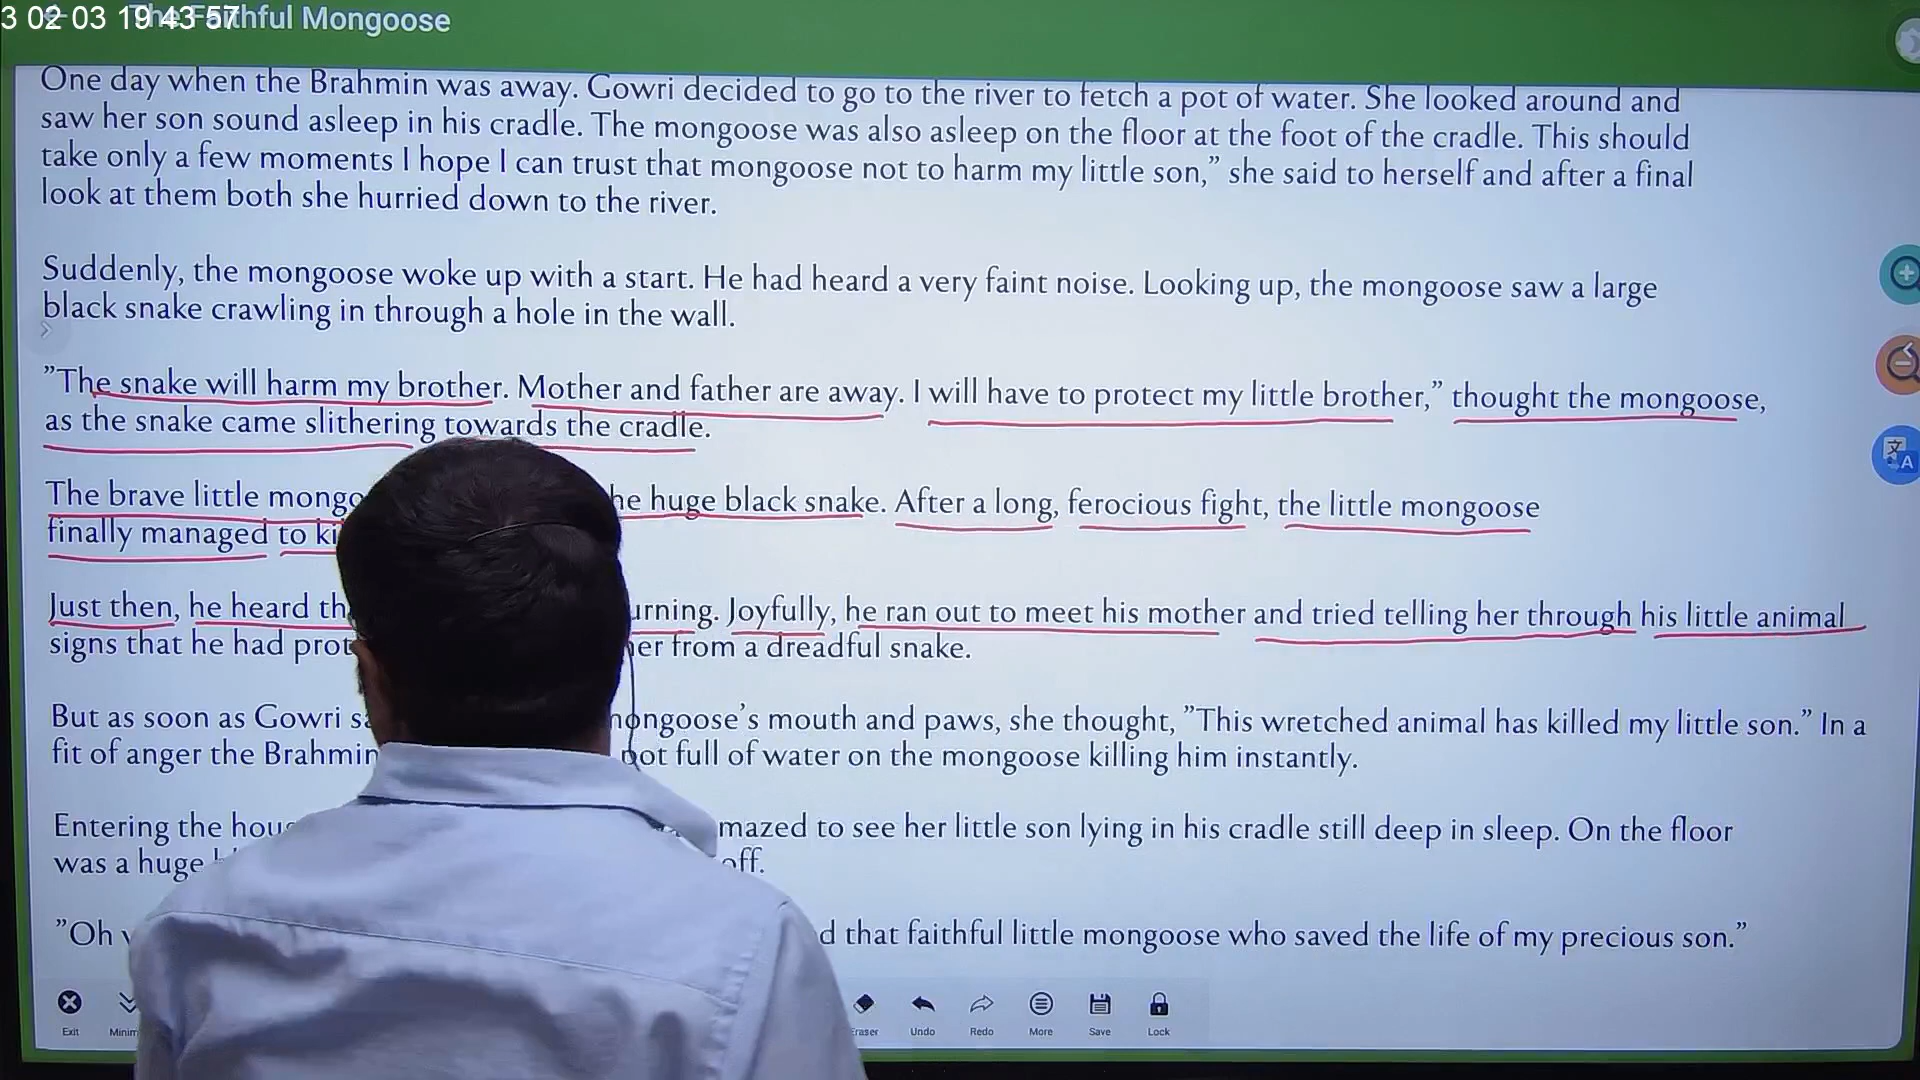 3 02 03 19 43 57
The Faithful Mongoose
One day when the Brahmin was away. Gowri decided to go to the river to fetch a pot of water. She looked around and
saw her son sound asleep in his cradle. The mongoose was also asleep on the floor at the foot of the cradle. This should
take only a few moments I hope I can trust that mongoose not to harm my little son,” she said to herself and after a final
look at them both she hurried down to the river.
Suddenly, the mongoose woke up with a start. He had heard a very faint noise. Looking up, the mongoose saw a large
black snake crawling in through a hole in the wall.
”The snake will harm my brother. Mother and father are away. I will have to protect my little brother,” thought the mongoose,
as the snake came slithering towards the cradle.
The brave little huge black snake. After a long, ferocious fight, the little mongoose
finally managed to
Just then, he heard Joyfully, he ran out to meet his mother and tried telling her through his little animal
signs that he had from a dreadful snake.
But as soon as Gowri mongoose’s mouth and paws, she thought, ”This wretched animal has killed my little son.” In a
fit of anger the pot full of water on the mongoose killing him instantly.
Entering the to see her little son lying in his cradle still deep in sleep. On the floor
was a huge off.
”Oh that faithful little mongoose who saved the life of my precious son.”
Exit Eraser Undo Redo More Save Lock